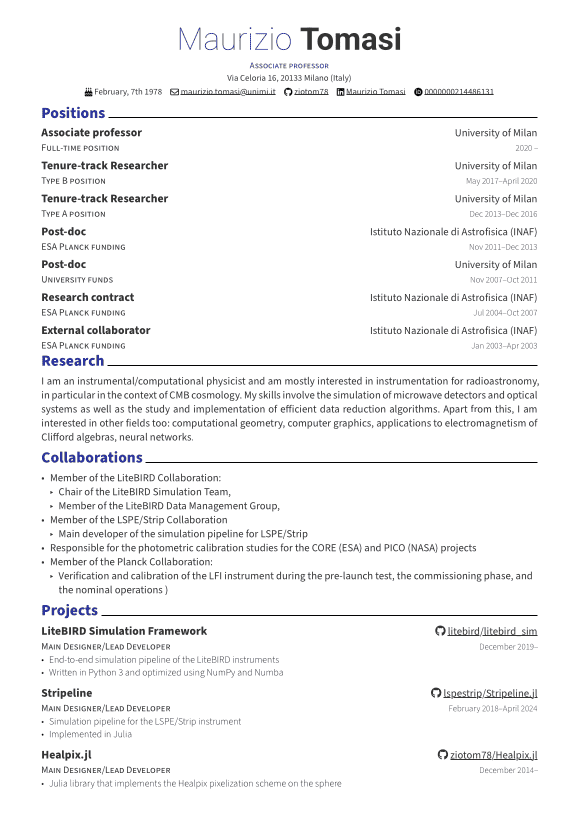 Maurizio Tomasi
Associate professor
Via Celoria 16, 20133 Milano (Italy)
February, 7th 1978 maurizio.tomasi@unimi.it ziotom78 Maurizio Tomasi 0000000214486131
Positions
Associate professor University of Milan
Full-time position 2020 –
Tenure-track Researcher University of Milan
Type B position May 2017–April 2020
Tenure-track Researcher University of Milan
Type A position Dec 2013–Dec 2016
Post-doc Istituto Nazionale di Astrofisica (INAF)
ESA Planck funding Nov 2011–Dec 2013
Post-doc University of Milan
University funds Nov 2007–Oct 2011
Research contract Istituto Nazionale di Astrofisica (INAF)
ESA Planck funding Jul 2004–Oct 2007
External collaborator Istituto Nazionale di Astrofisica (INAF)
ESA Planck funding Jan 2003–Apr 2003
Research
I am an instrumental/computational physicist and am mostly interested in instrumentation for radioastronomy,
in particular in the context of CMB cosmology. My skills involve the simulation of microwave detectors and optical
systems as well as the study and implementation of efficient data reduction algorithms. Apart from this, I am
interested in other fields too: computational geometry, computer graphics, applications to electromagnetism of
Clifford algebras, neural networks.
Collaborations
• Member of the LiteBIRD Collaboration:
‣ Chair of the LiteBIRD Simulation Team,
‣ Member of the LiteBIRD Data Management Group,
• Member of the LSPE/Strip Collaboration
‣ Main developer of the simulation pipeline for LSPE/Strip
• Responsible for the photometric calibration studies for the CORE (ESA) and PICO (NASA) projects
• Member of the Planck Collaboration:
‣ Verification and calibration of the LFI instrument during the pre-launch test, the commissioning phase, and
the nominal operations )
Projects
LiteBIRD Simulation Framework litebird/litebird_sim
Main Designer/Lead Developer December 2019–
• End-to-end simulation pipeline of the LiteBIRD instruments
• Written in Python 3 and optimized using NumPy and Numba
Stripeline lspestrip/Stripeline.jl
Main Designer/Lead Developer February 2018–April 2024
• Simulation pipeline for the LSPE/Strip instrument
• Implemented in Julia
Healpix.jl ziotom78/Healpix.jl
Main Designer/Lead Developer December 2014–
• Julia library that implements the Healpix pixelization scheme on the sphere